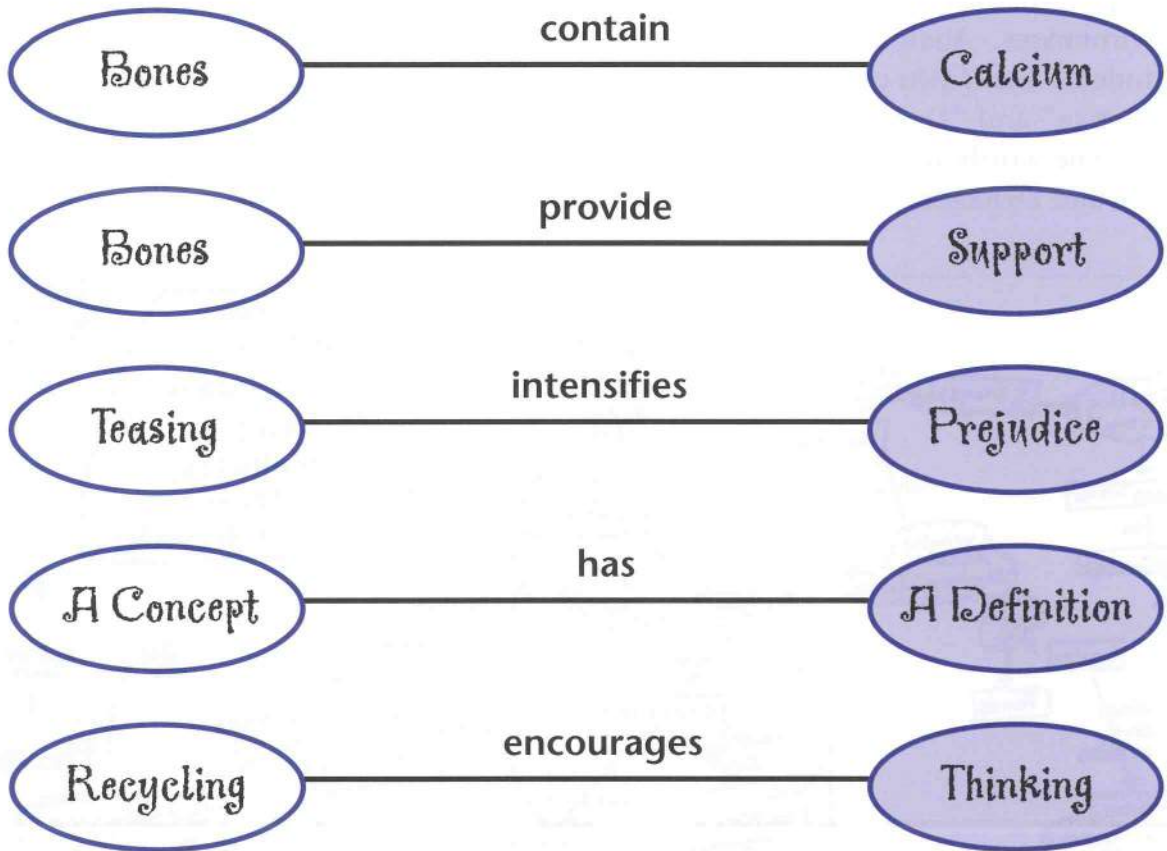 Bones contain Calcium
Bones provide Support
Teasing intensifies Prejudice
A Concept has A Definition
Recycling encourages Thinking